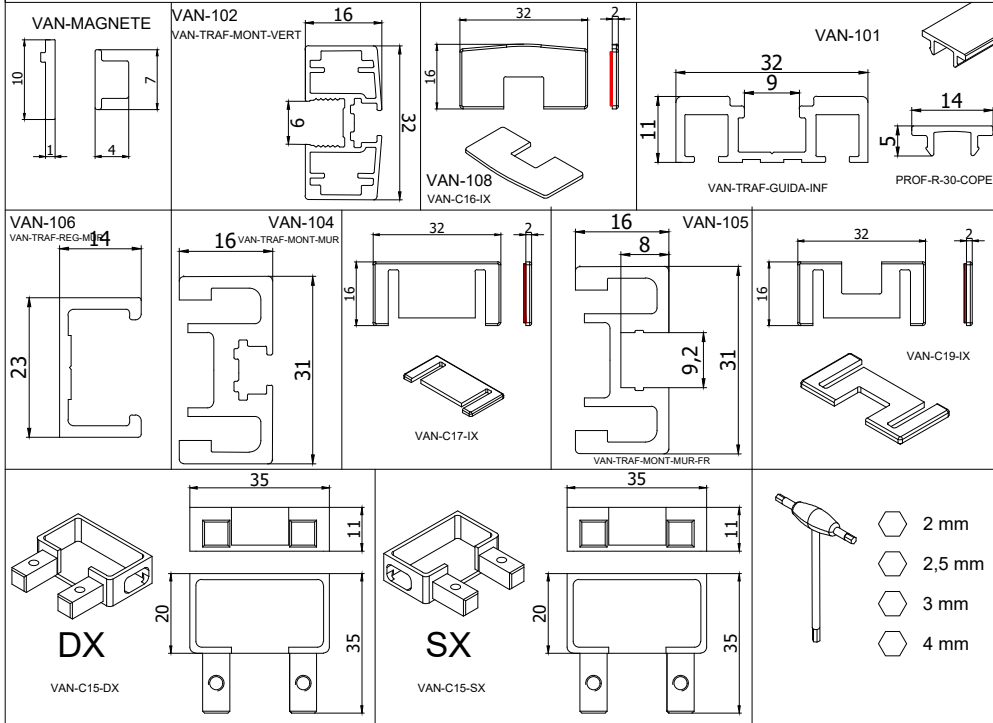 VAN-MAGNETE
10
1
7
4
VAN-102
VAN-TRAF-MONT-VERT
16
6
32
32
2
16
VAN-108
VAN-C16-IX
VAN-101
32
9
11
VAN-TRAF-GUIDA-INF
14
5
PROF-R-30-COPE
VAN-106
VAN-TRAF-REG-MUR
14
23
VAN-104
16
VAN-TRAF-MONT-MUR
31
32
2
16
VAN-C17-IX
VAN-105
16
8
9,2
31
VAN-TRAF-MONT-MUR-FR
32
2
16
VAN-C19-IX
DX
VAN-C15-DX
35
11
20
35
SX
VAN-C15-SX
35
11
20
35
2 mm
2,5 mm
3 mm
4 mm